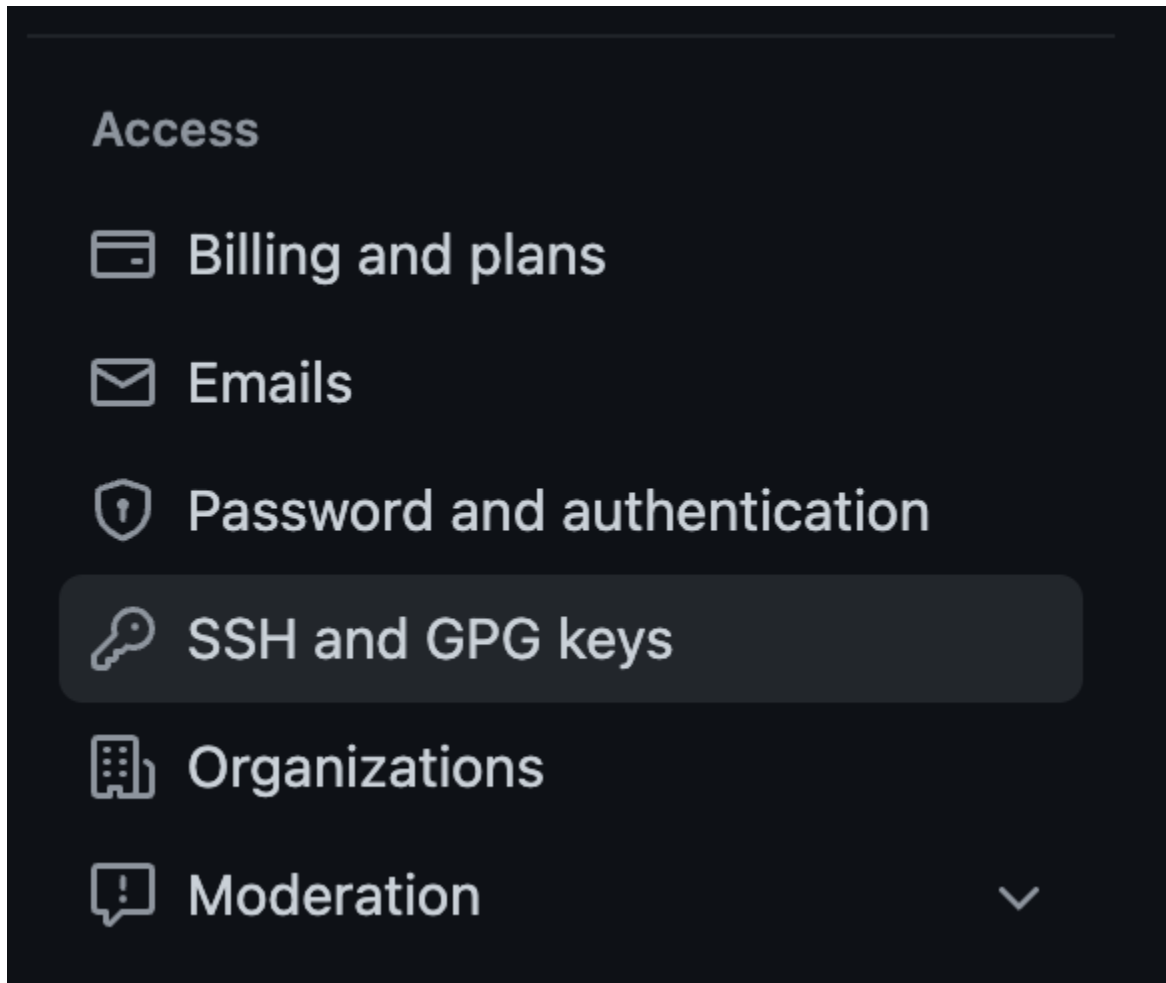 Access
Billing and plans
Emails
Password and authentication
SSH and GPG keys
Organizations
Moderation